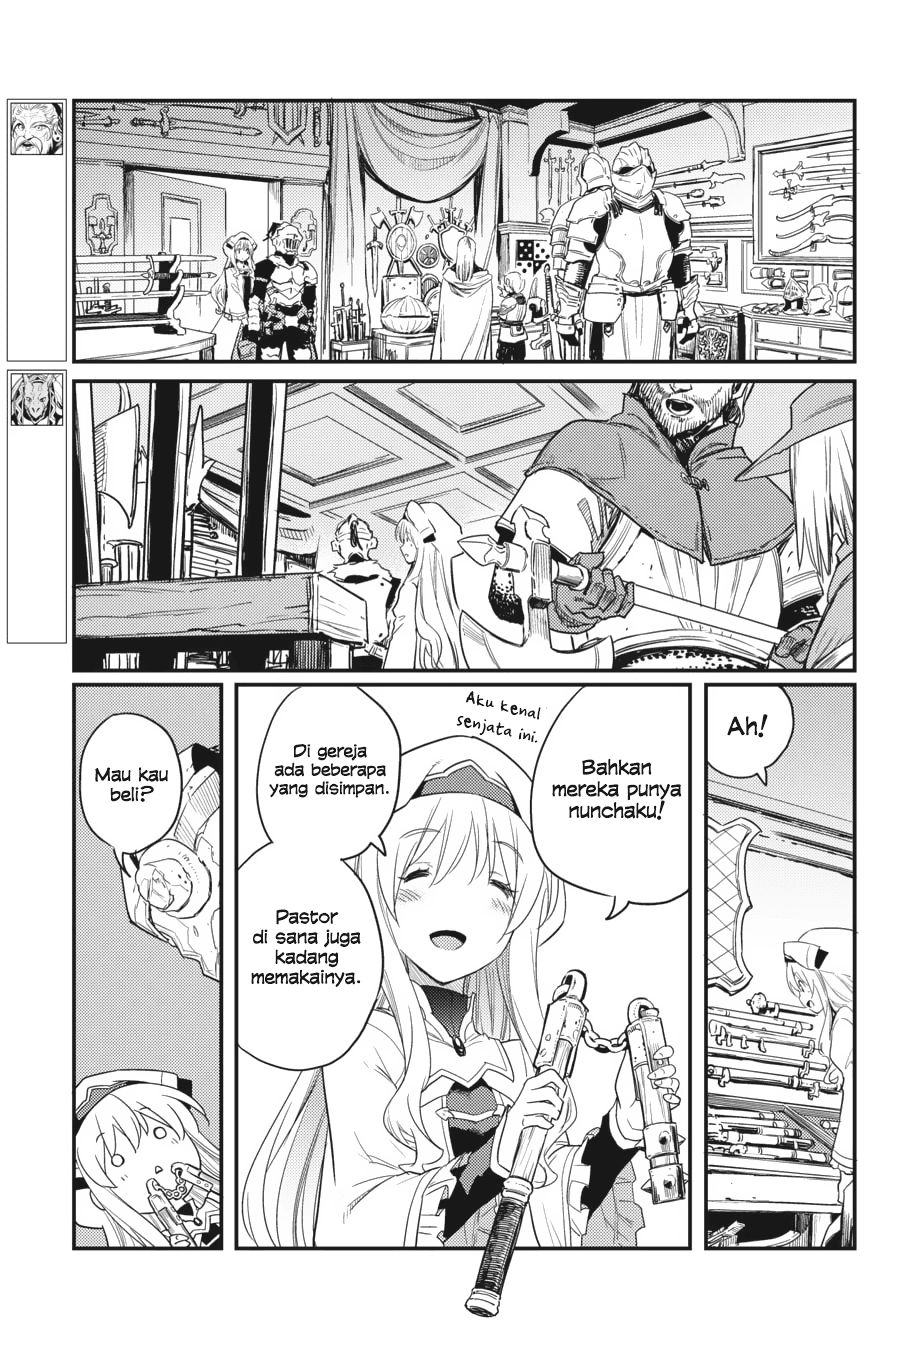 Ah!
Bahkan
mereka punya
nunchaku!
Aku kenal
senjata ini.
Di gereja
ada beberapa
yang disimpan.
Pastor
di sana juga
kadang
memakainya.
Mau kau
beli?